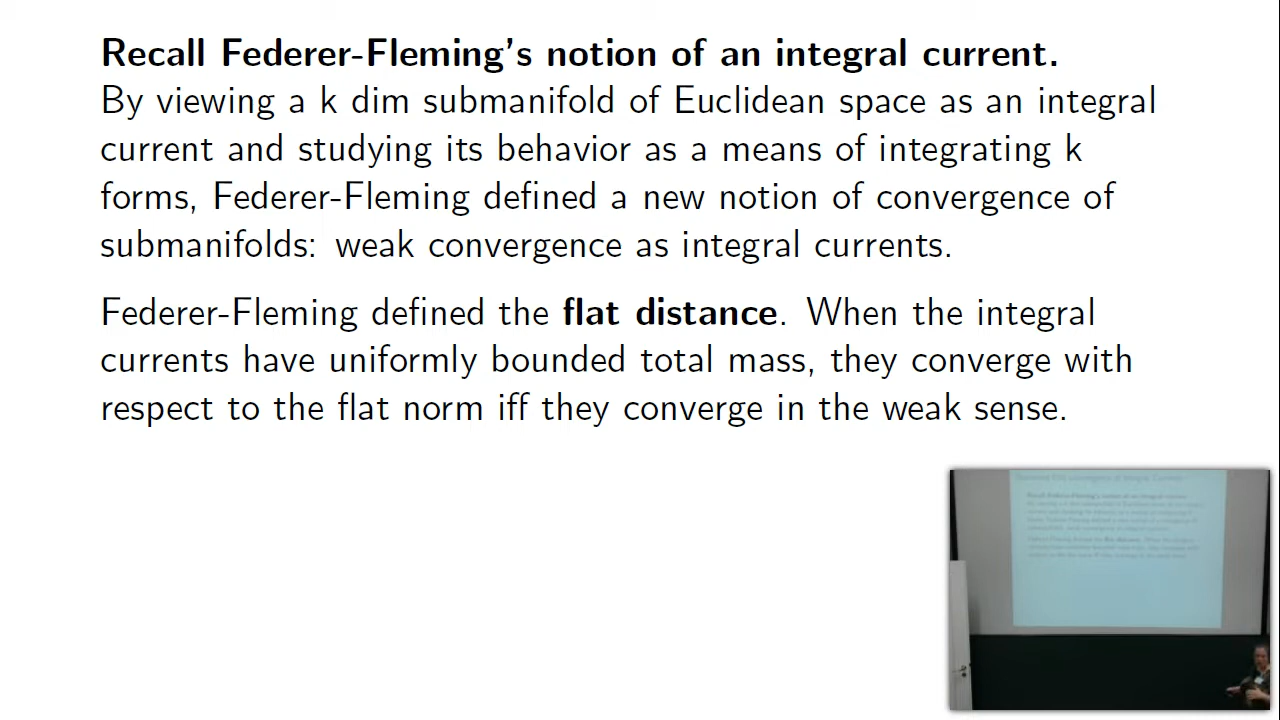 Recall Federer-Fleming's notion of an integral current.
By viewing a k dim submanifold of Euclidean space as an integral
current and studying its behavior as a means of integrating k
forms, Federer-Fleming defined a new notion of convergence of
submanifolds: weak convergence as integral currents.
Federer-Fleming defined the flat distance. When the integral
currents have uniformly bounded total mass, they converge with
respect to the flat norm iff they converge in the weak sense.